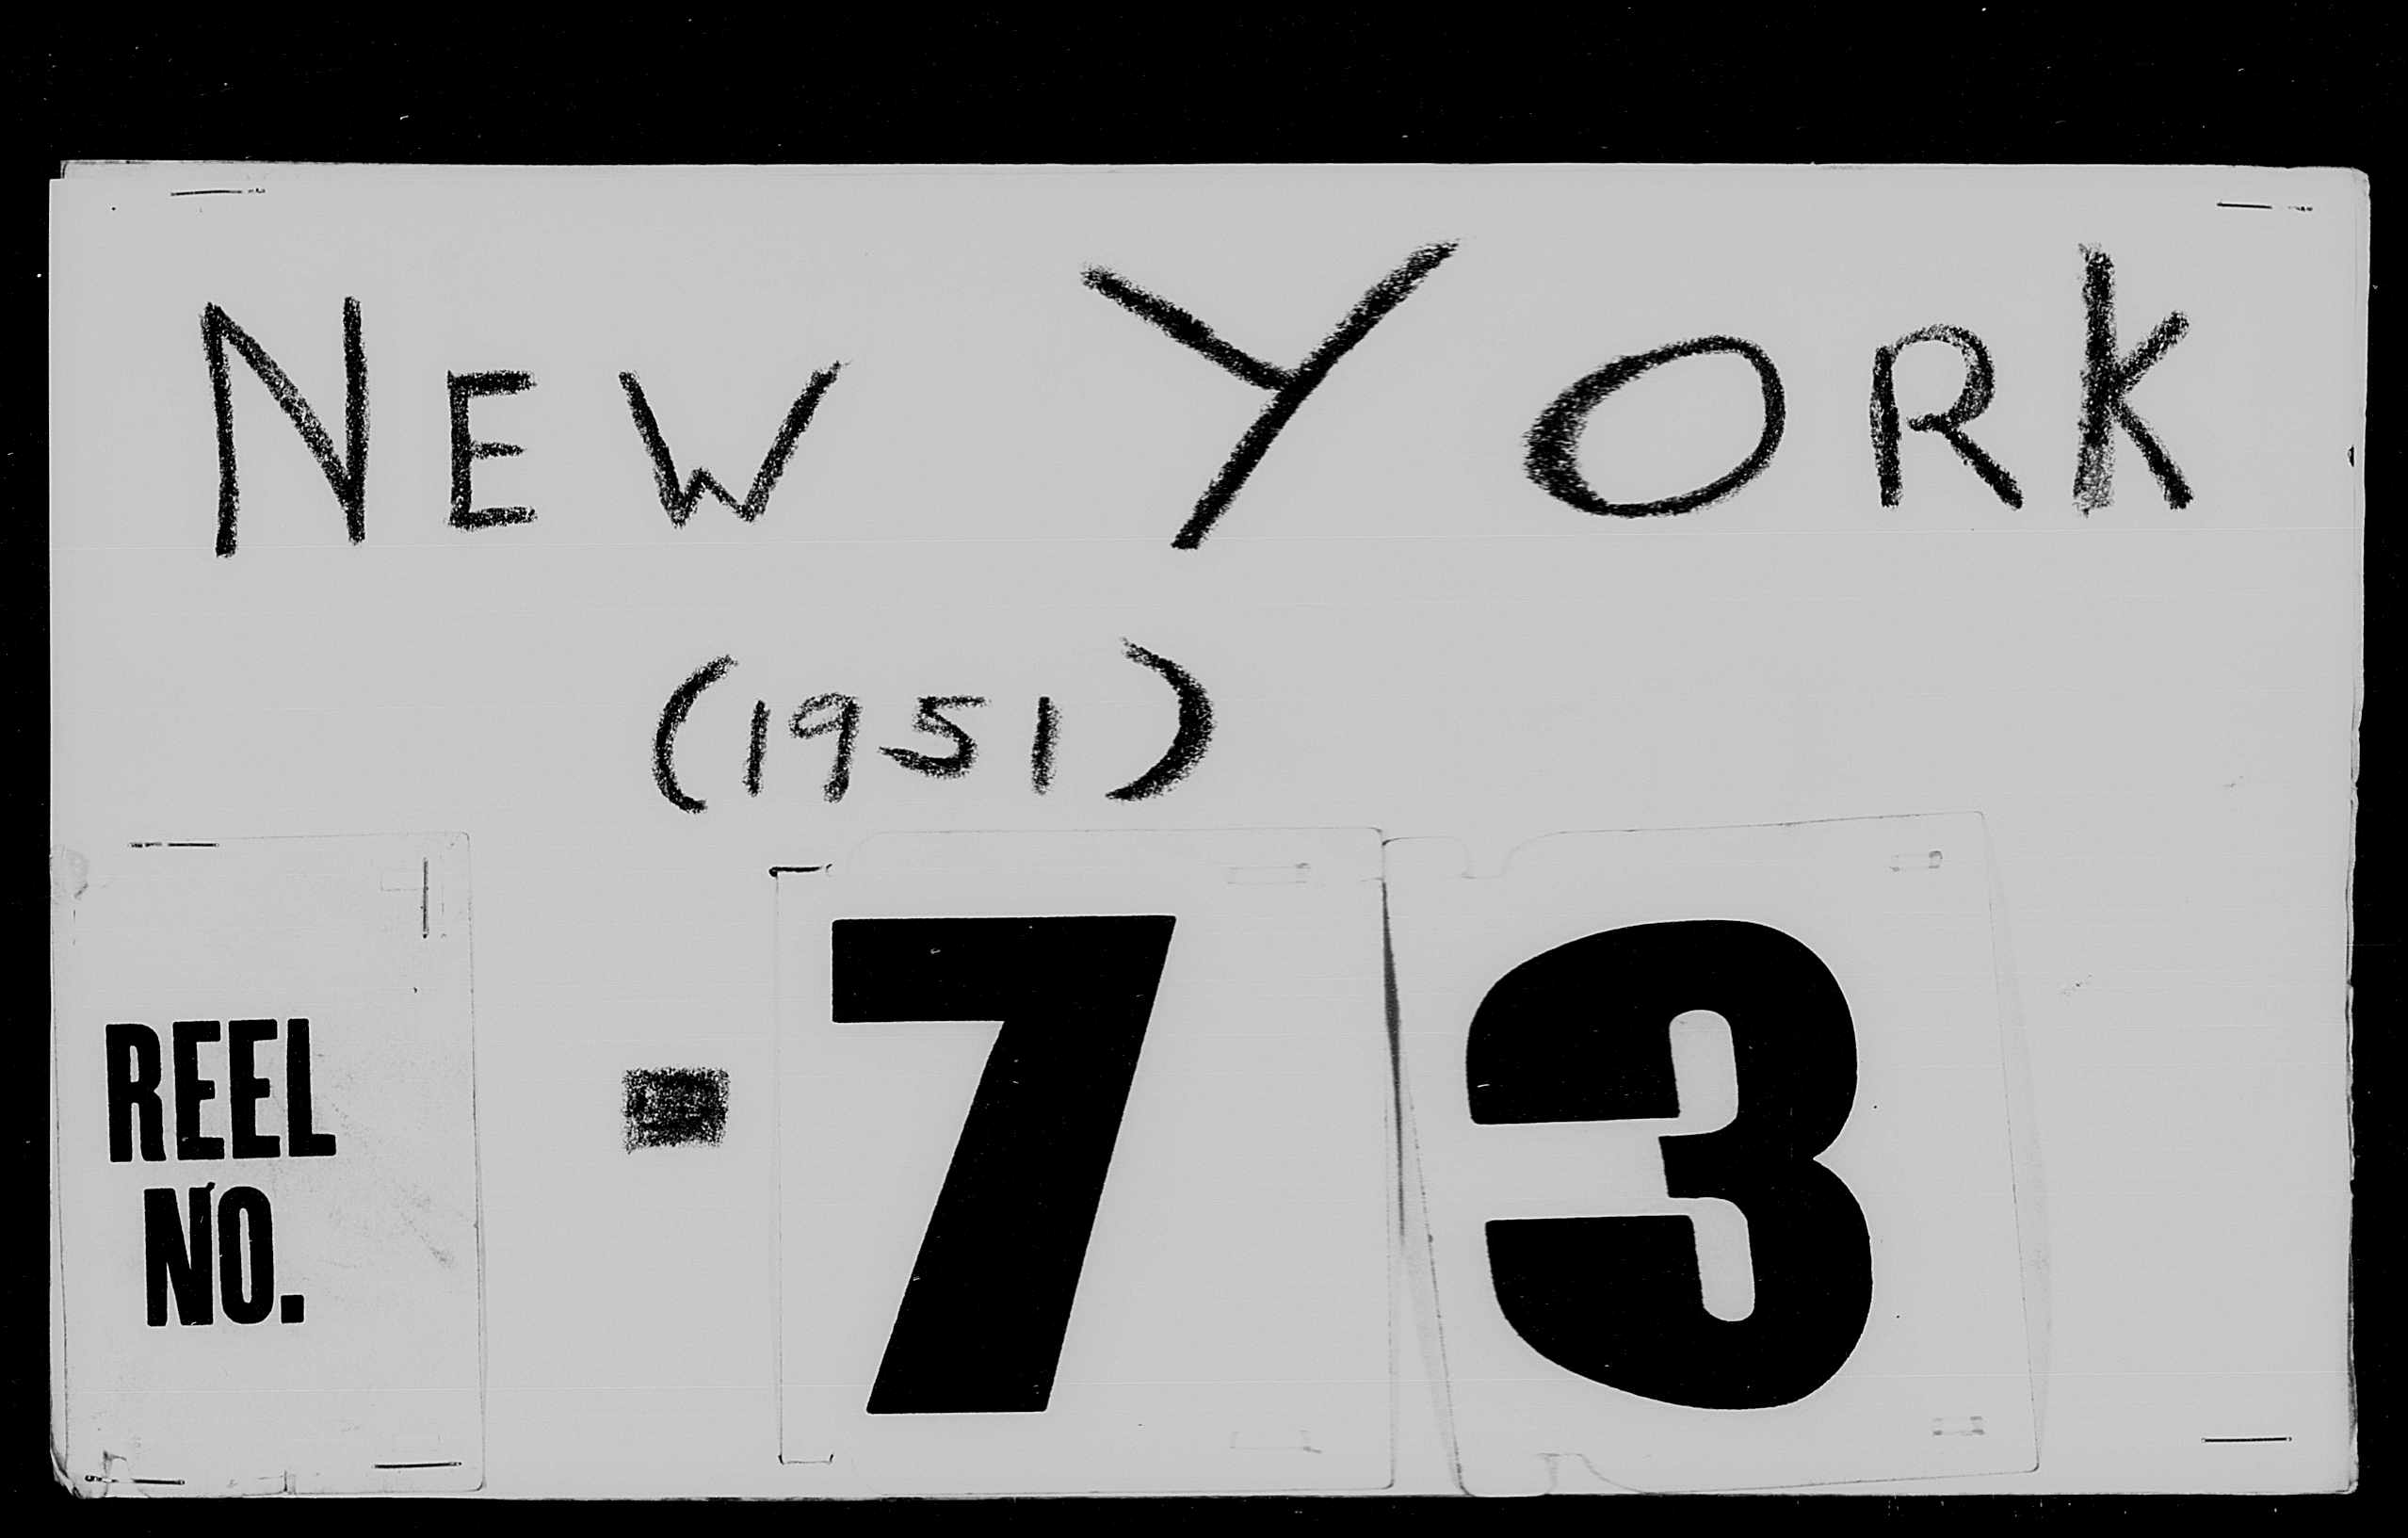 NEW YORK
(1951)
REEL NO. - 73